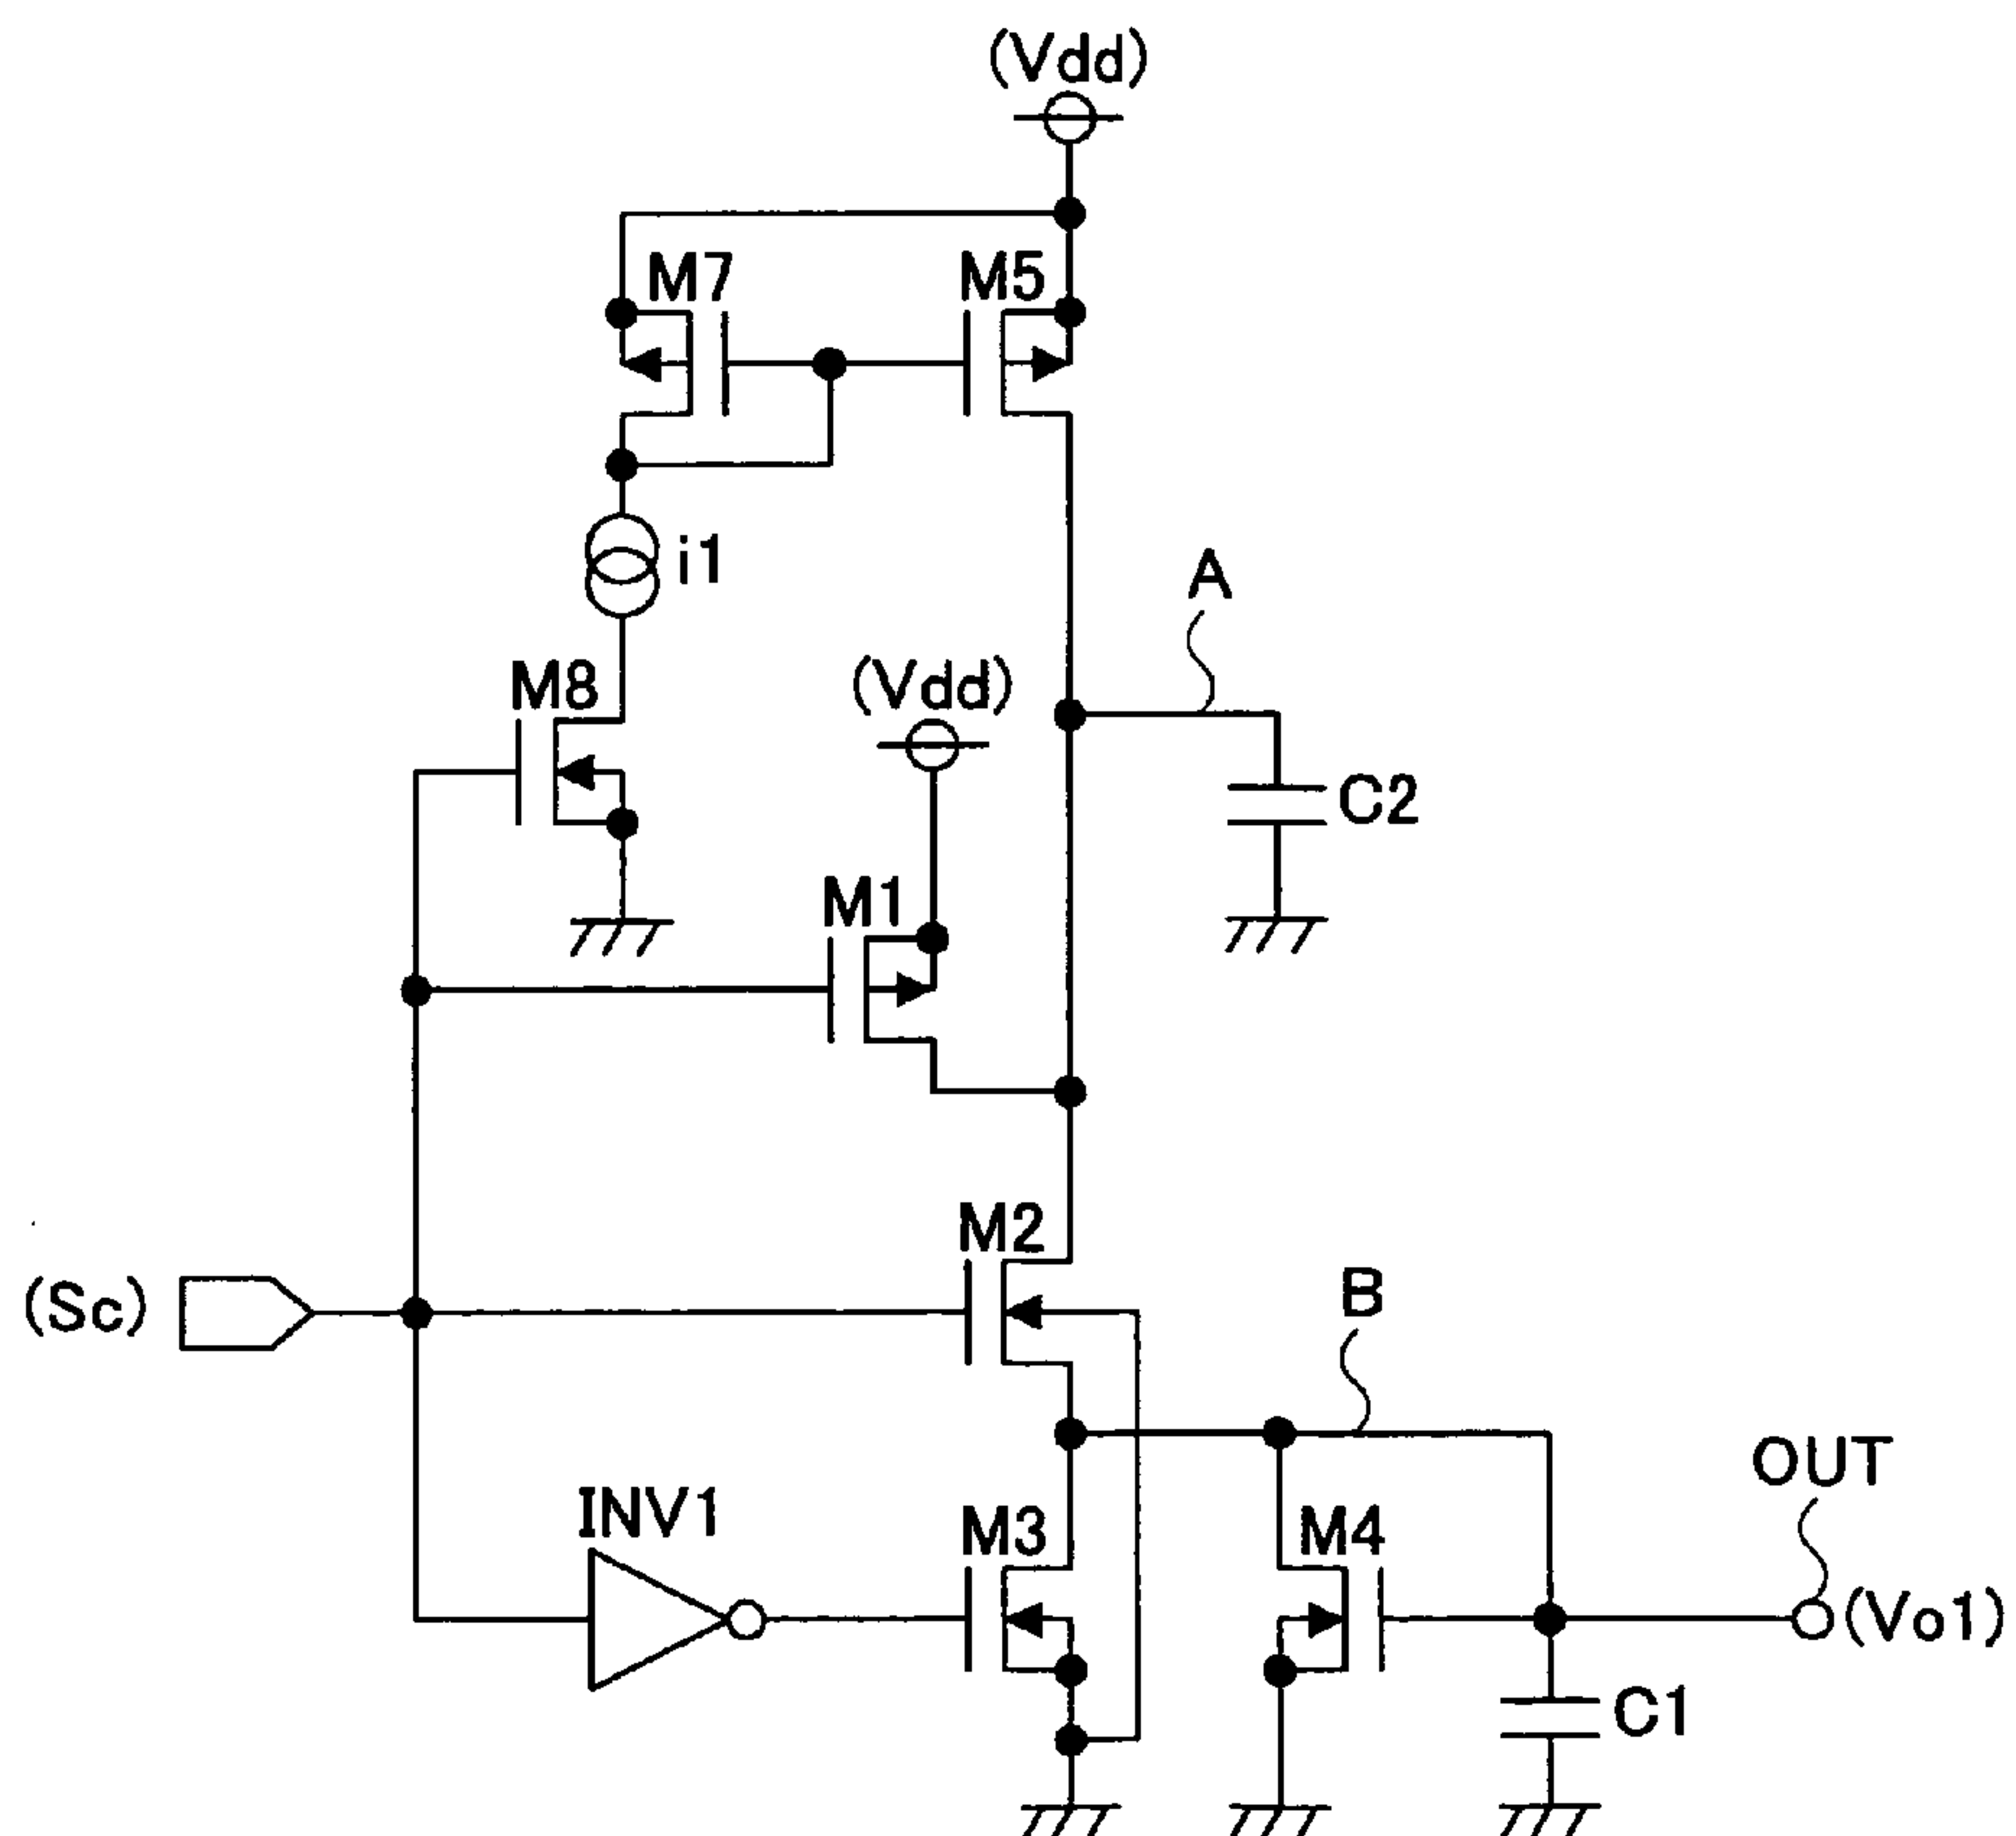 (Vdd)
M7
M5
i1
A
M8
(Vdd)
C2
M1
M2
(Sc)
B
OUT
INV1
M3
M4
(Vo1)
C1